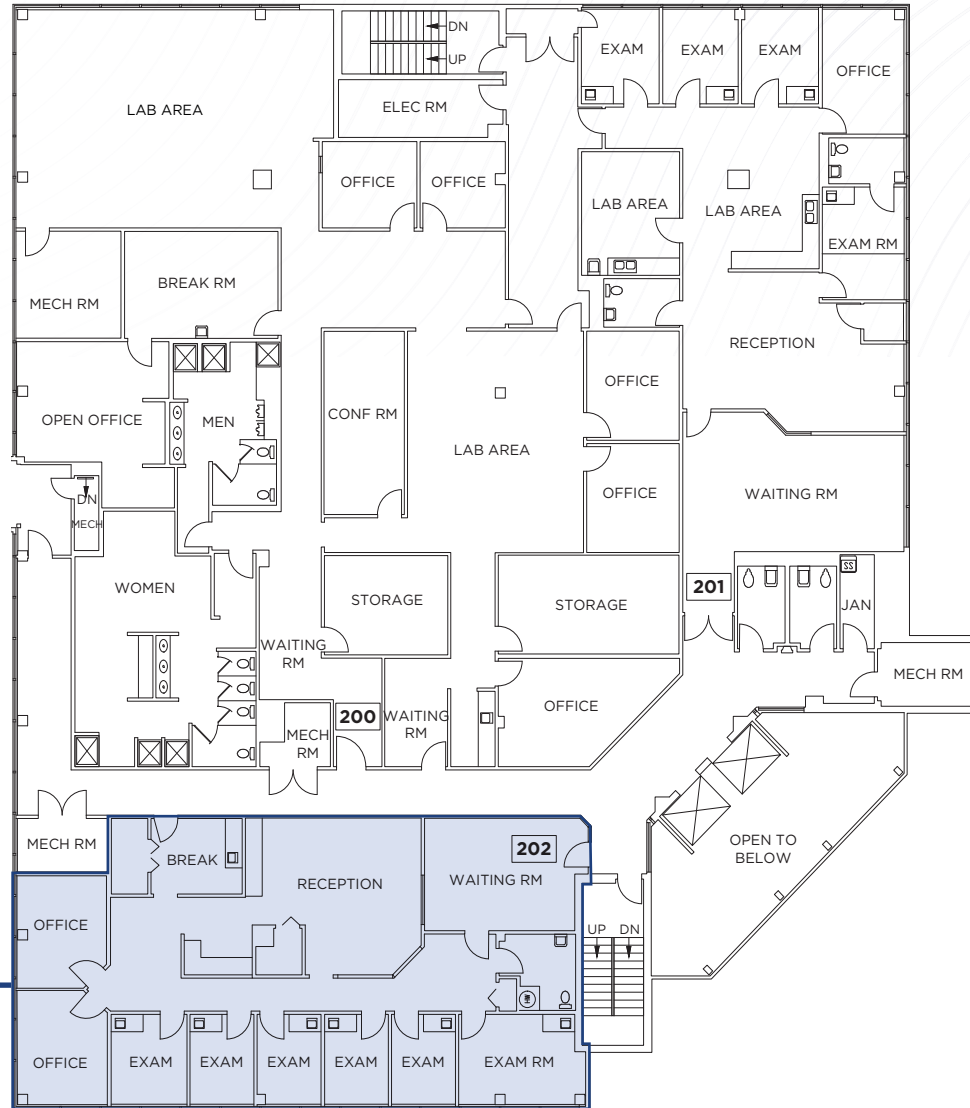 DN
UP
EXAM
EXAM
EXAM
OFFICE
LAB AREA
ELEC RM
OFFICE
OFFICE
LAB AREA
LAB AREA
EXAM RM
MECH RM
BREAK RM
RECEPTION
OFFICE
OPEN OFFICE
MEN
CONF RM
LAB AREA
OFFICE
WAITING RM
DN
MECH
WOMEN
STORAGE
STORAGE
201
SS
JAN
WAITING
RM
MECH RM
200
WAITING
RM
OFFICE
MECH
RM
MECH RM
BREAK
202
RECEPTION
WAITING RM
OPEN TO
BELOW
OFFICE
UP
DN
OFFICE
EXAM
EXAM
EXAM
EXAM
EXAM
EXAM RM